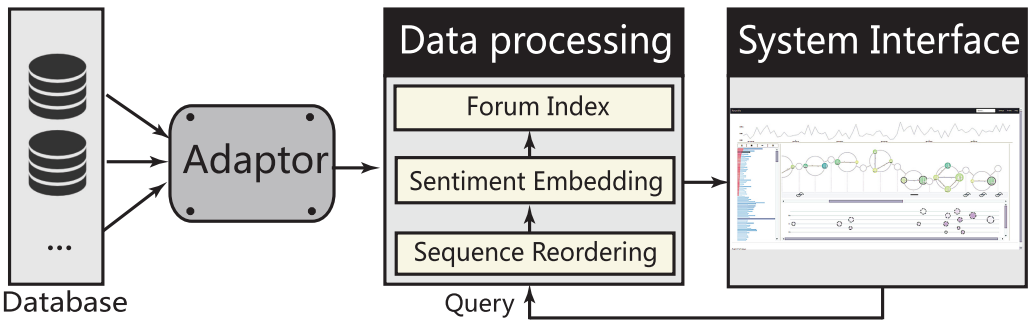 Database
...
Adaptor
Data processing
Forum Index
Sentiment Embedding
Sequence Reordering
Query
System Interface